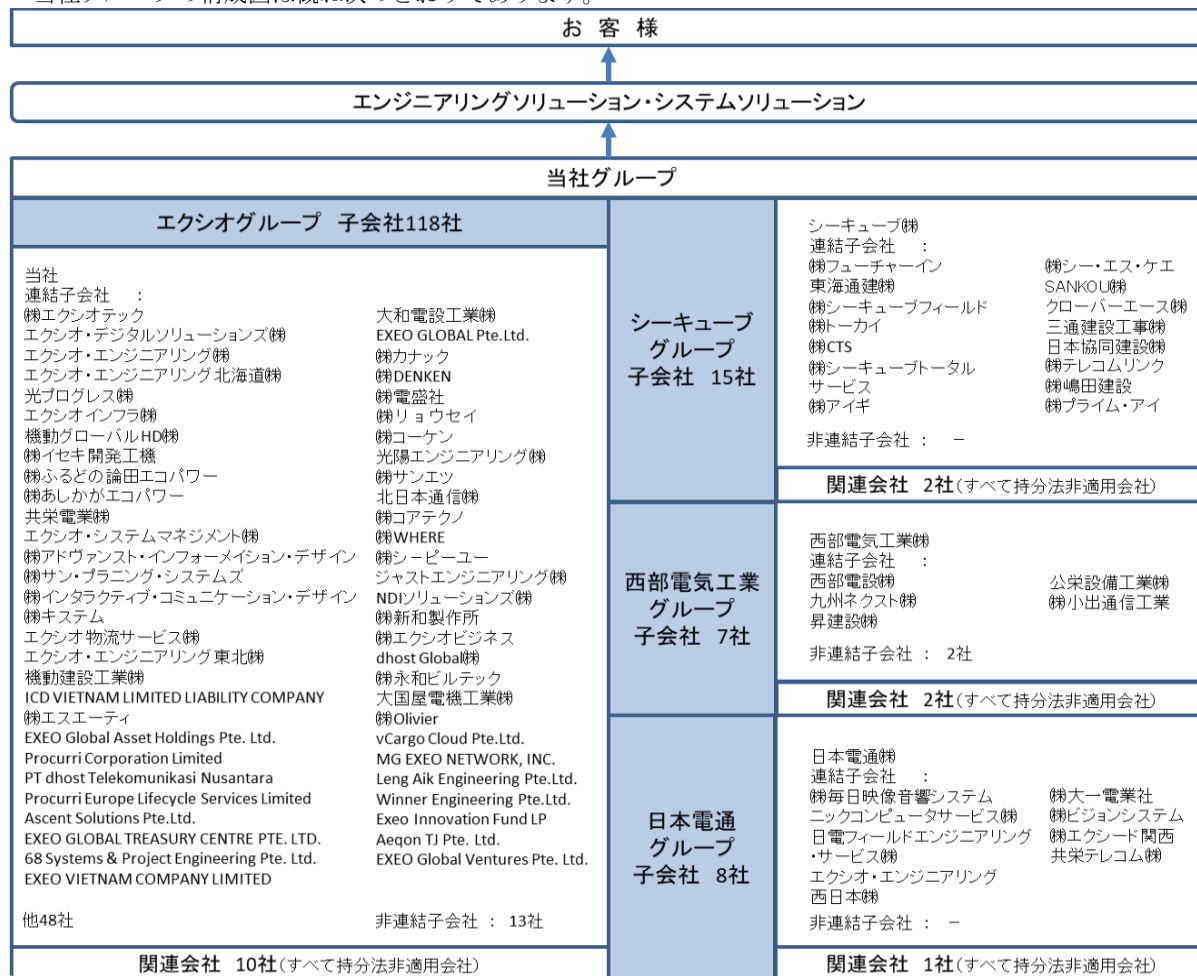 当社グループの構成図は概ね次のとおりであります。
お 客 様
エンジニアリングソリューション・システムソリューション
当社グループ
エクシオグループ 子会社118社
当社
連結子会社 :
㈱エクシオテック
エクシオ・デジタルソリューションズ㈱
エクシオ・エンジニアリング㈱
エクシオ・エンジニアリング北海道㈱
光プログレス㈱
エクシオインフラ㈱
機動グローバルHD㈱
㈱イセキ開発工機
㈱ふるどの論田エコパワー
㈱あしかがエコパワー
共栄電業㈱
エクシオ・システムマネジメント㈱
㈱アドヴァンスト・インフォーメイション・デザイン
㈱サン・プラニング・システムズ
㈱インタラクティブ・コミュニケーション・デザイン
㈱キステム
エクシオ物流サービス㈱
エクシオ・エンジニアリング東北㈱
機動建設工業㈱
ICD VIETNAM LIMITED LIABILITY COMPANY
㈱エスエーティ
EXEO Global Asset Holdings Pte. Ltd.
Procurri Corporation Limited
PT dhost Telekomunikasi Nusantara
Procurri Europe Lifecycle Services Limited
Ascent Solutions Pte.Ltd.
EXEO GLOBAL TREASURY CENTRE PTE. LTD.
68 Systems & Project Engineering Pte. Ltd.
EXEO VIETNAM COMPANY LIMITED
他48社
大和電設工業㈱
EXEO GLOBAL Pte.Ltd.
㈱カナック
㈱DENKEN
㈱電盛社
㈱リョウセイ
㈱コーケン
光陽エンジニアリング㈱
㈱サンエツ
北日本通信㈱
㈱コアテクノ
㈱WHERE
㈱シーピーユー
ジャストエンジニアリング㈱
NDIソリューションズ㈱
㈱新和製作所
㈱エクシオビジネス
dhost Global㈱
㈱永和ビルテック
大国屋電機工業㈱
㈱Olivier
vCargo Cloud Pte.Ltd.
MG EXEO NETWORK, INC.
Leng Aik Engineering Pte.Ltd.
Winner Engineering Pte.Ltd.
Exeo Innovation Fund LP
Aeqon TJ Pte. Ltd.
EXEO Global Ventures Pte. Ltd.
非連結子会社 : 13社
関連会社 10社(すべて持分法非適用会社)
シーキューブ
グループ
子会社 15社
シーキューブ㈱
連結子会社 :
㈱フューチャーイン
東海通建㈱
㈱シーキューブフィールド
㈱トーカイ
㈱CTS
㈱シーキューブトータル
サービス
㈱アイギ
㈱シー・エス・ケエ
SANKOU㈱
クローバーエース㈱
三通建設工事㈱
日本協同建設㈱
㈱テレコムリンク
㈱嶋田建設
㈱プライム・アイ
非連結子会社 : －
関連会社 2社(すべて持分法非適用会社)
西部電気工業
グループ
子会社 7社
西部電気工業㈱
連結子会社 :
西部電設㈱
九州ネクスト㈱
昇建設㈱
公栄設備工業㈱
㈱小出通信工業
非連結子会社 : 2社
関連会社 2社(すべて持分法非適用会社)
日本電通
グループ
子会社 8社
日本電通㈱
連結子会社 :
㈱毎日映像音響システム
ニックコンピュータサービス㈱
日電フィールドエンジニアリング
・サービス㈱
エクシオ・エンジニアリング
西日本㈱
㈱大一電業社
㈱ビジョンシステム
㈱エクシード関西
共栄テレコム㈱
非連結子会社 : －
関連会社 1社(すべて持分法非適用会社)